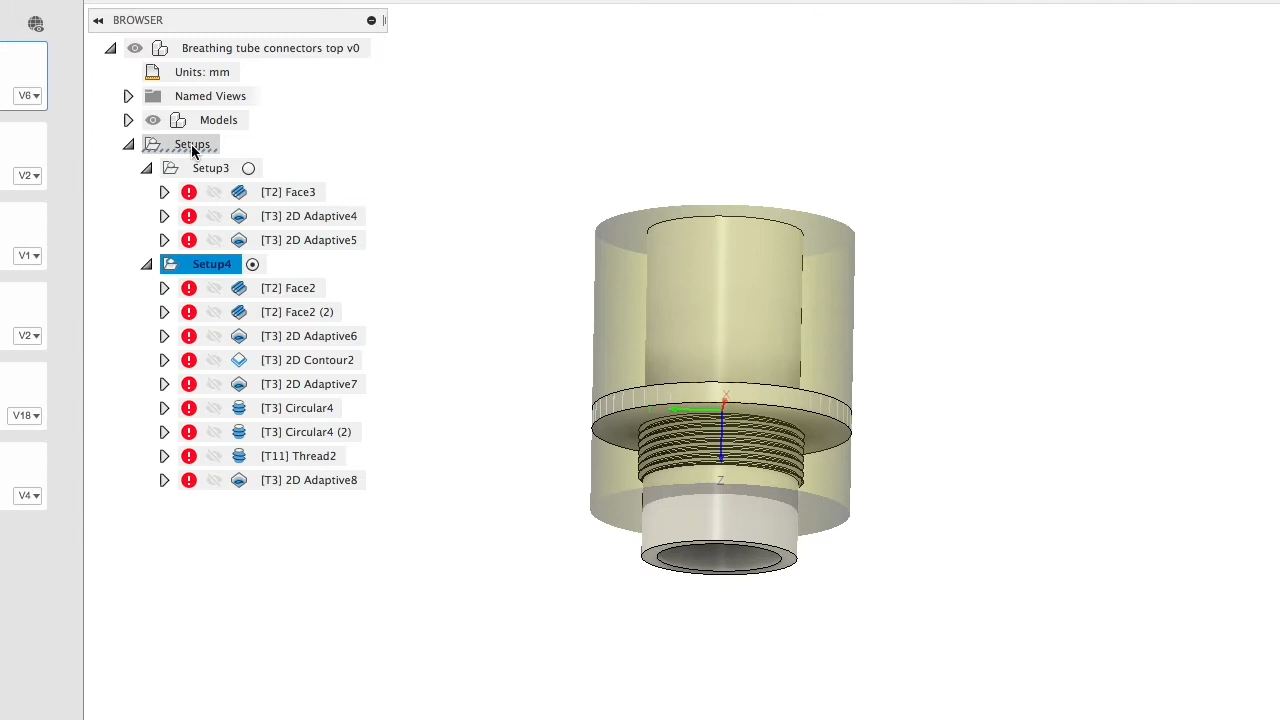 BROWSER
Breathing tube connectors top v0
Units: mm
V6
Named Views
Models
Setups
Setup3
V2
[T2] Face3
[T3] 2D Adaptive4
[T3] 2D Adaptive5
V1
Setup4
[T2] Face2
[T2] Face2 (2)
[T3] 2D Adaptive6
V2
[T3] 2D Contour2
[T3] 2D Adaptive7
[T3] Circular4
V18
[T3] Circular4 (2)
[T11] Thread2
[T3] 2D Adaptive8
V4
X
Z